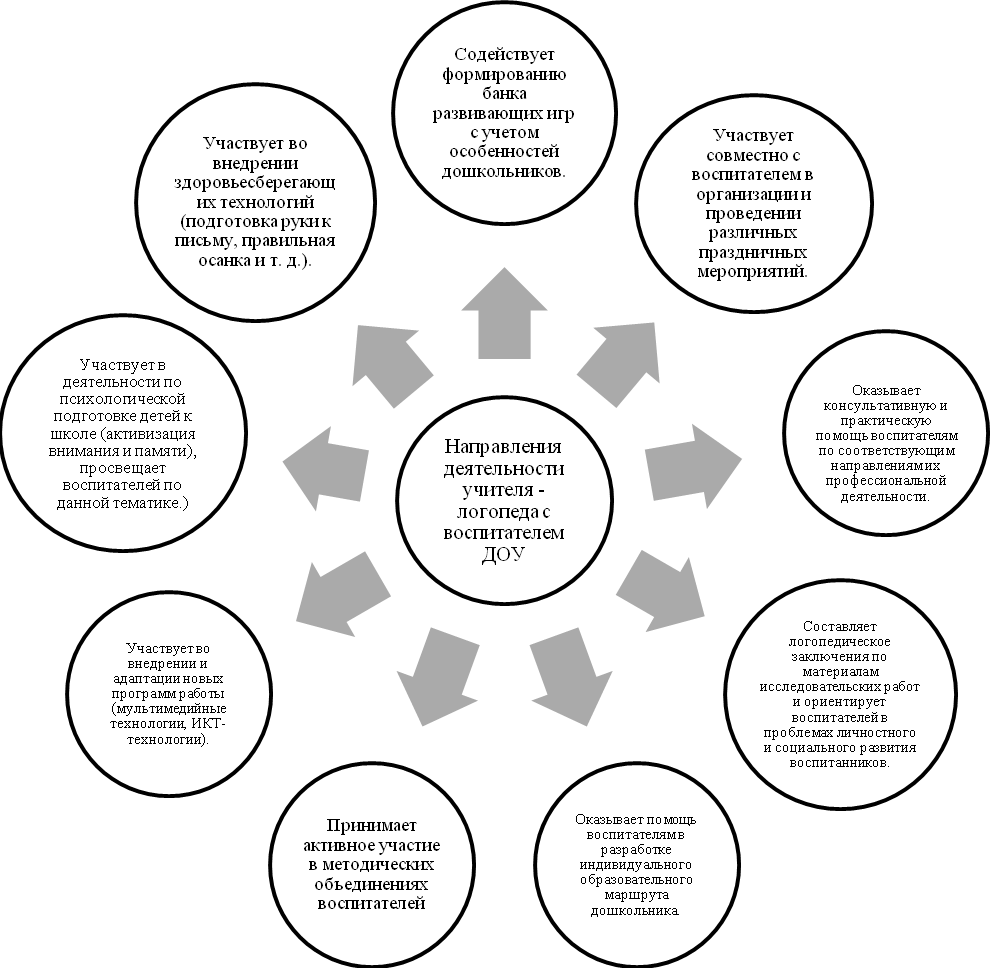 Содействует
формированию
банка
развивающих игр
с учетом
особенностей
дошкольников.
Участвует
совместно с
воспитателем в
организации и
проведении
различных
праздничных
мероприятий.
Оказывает
консультативную и
практическую
помощь воспитателям
по соответствующим
направлениям их
профессиональной
деятельности.
Составляет
логопедическое
заключения по
материалам
исследовательских работ
и ориентирует
воспитателей в
проблемах личностного
и социального развития
воспитанников.
Оказывает помощь
воспитателям в
разработке
индивидуального
образовательного
маршрута
дошкольника.
Принимает
активное участие
в методических
обьединениях
воспитателей
Участвует во
внедрении и
адаптации новых
программ работы
(мультимедийные
технологии, ИКТ-
технологии).
Участвует в
деятельности по
психологической
подготовке детей к
школе (активизация
внимания и памяти),
просвещает
воспитателей по
данной тематике.)
Участвует во
внедрении
здоровьесберегающ
их технологий
(подготовка руки к
письму, правильная
осанка и т. д.).
Направления
деятельности
учителя -
логопеда с
воспитателем
ДОУ